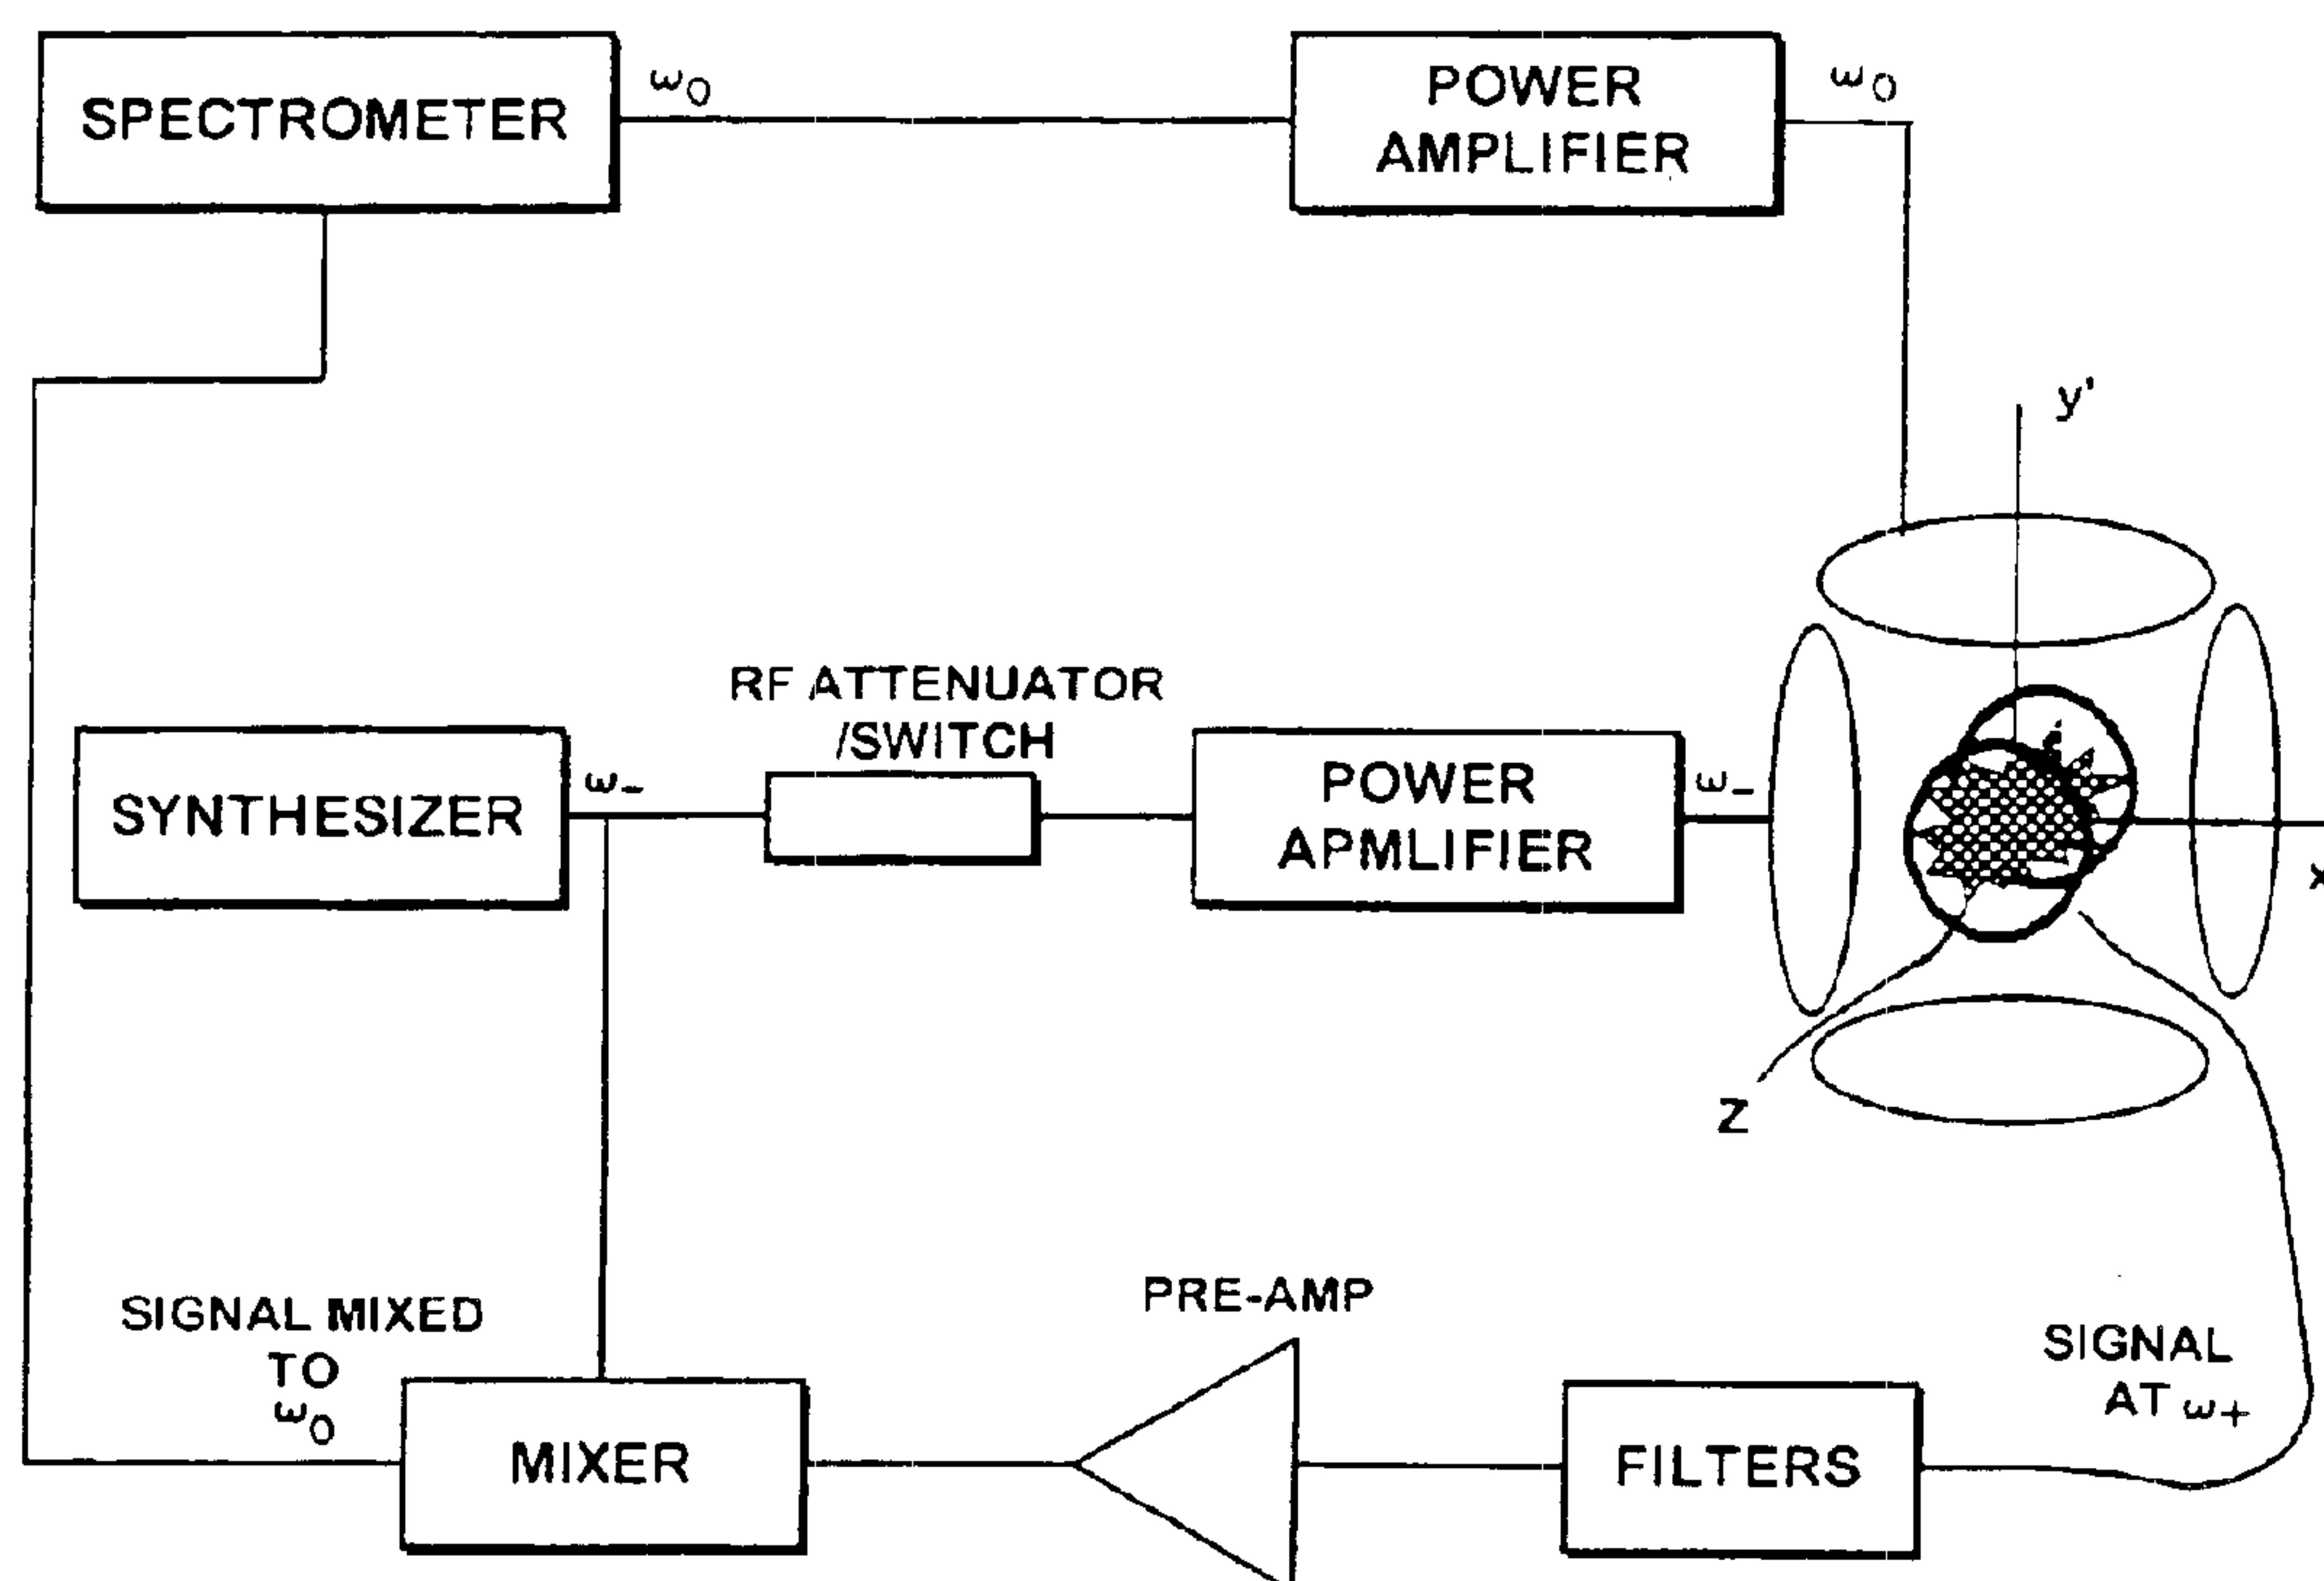 SPECTROMETER
ω0
POWER
AMPLIFIER
ω0
y'
RF ATTENUATOR
/SWITCH
SYNTHESIZER
ω-
POWER
APMLIFIER
ω-
x
Z
PRE-AMP
SIGNAL MIXED
TO
ω0
MIXER
FILTERS
SIGNAL
AT ω+